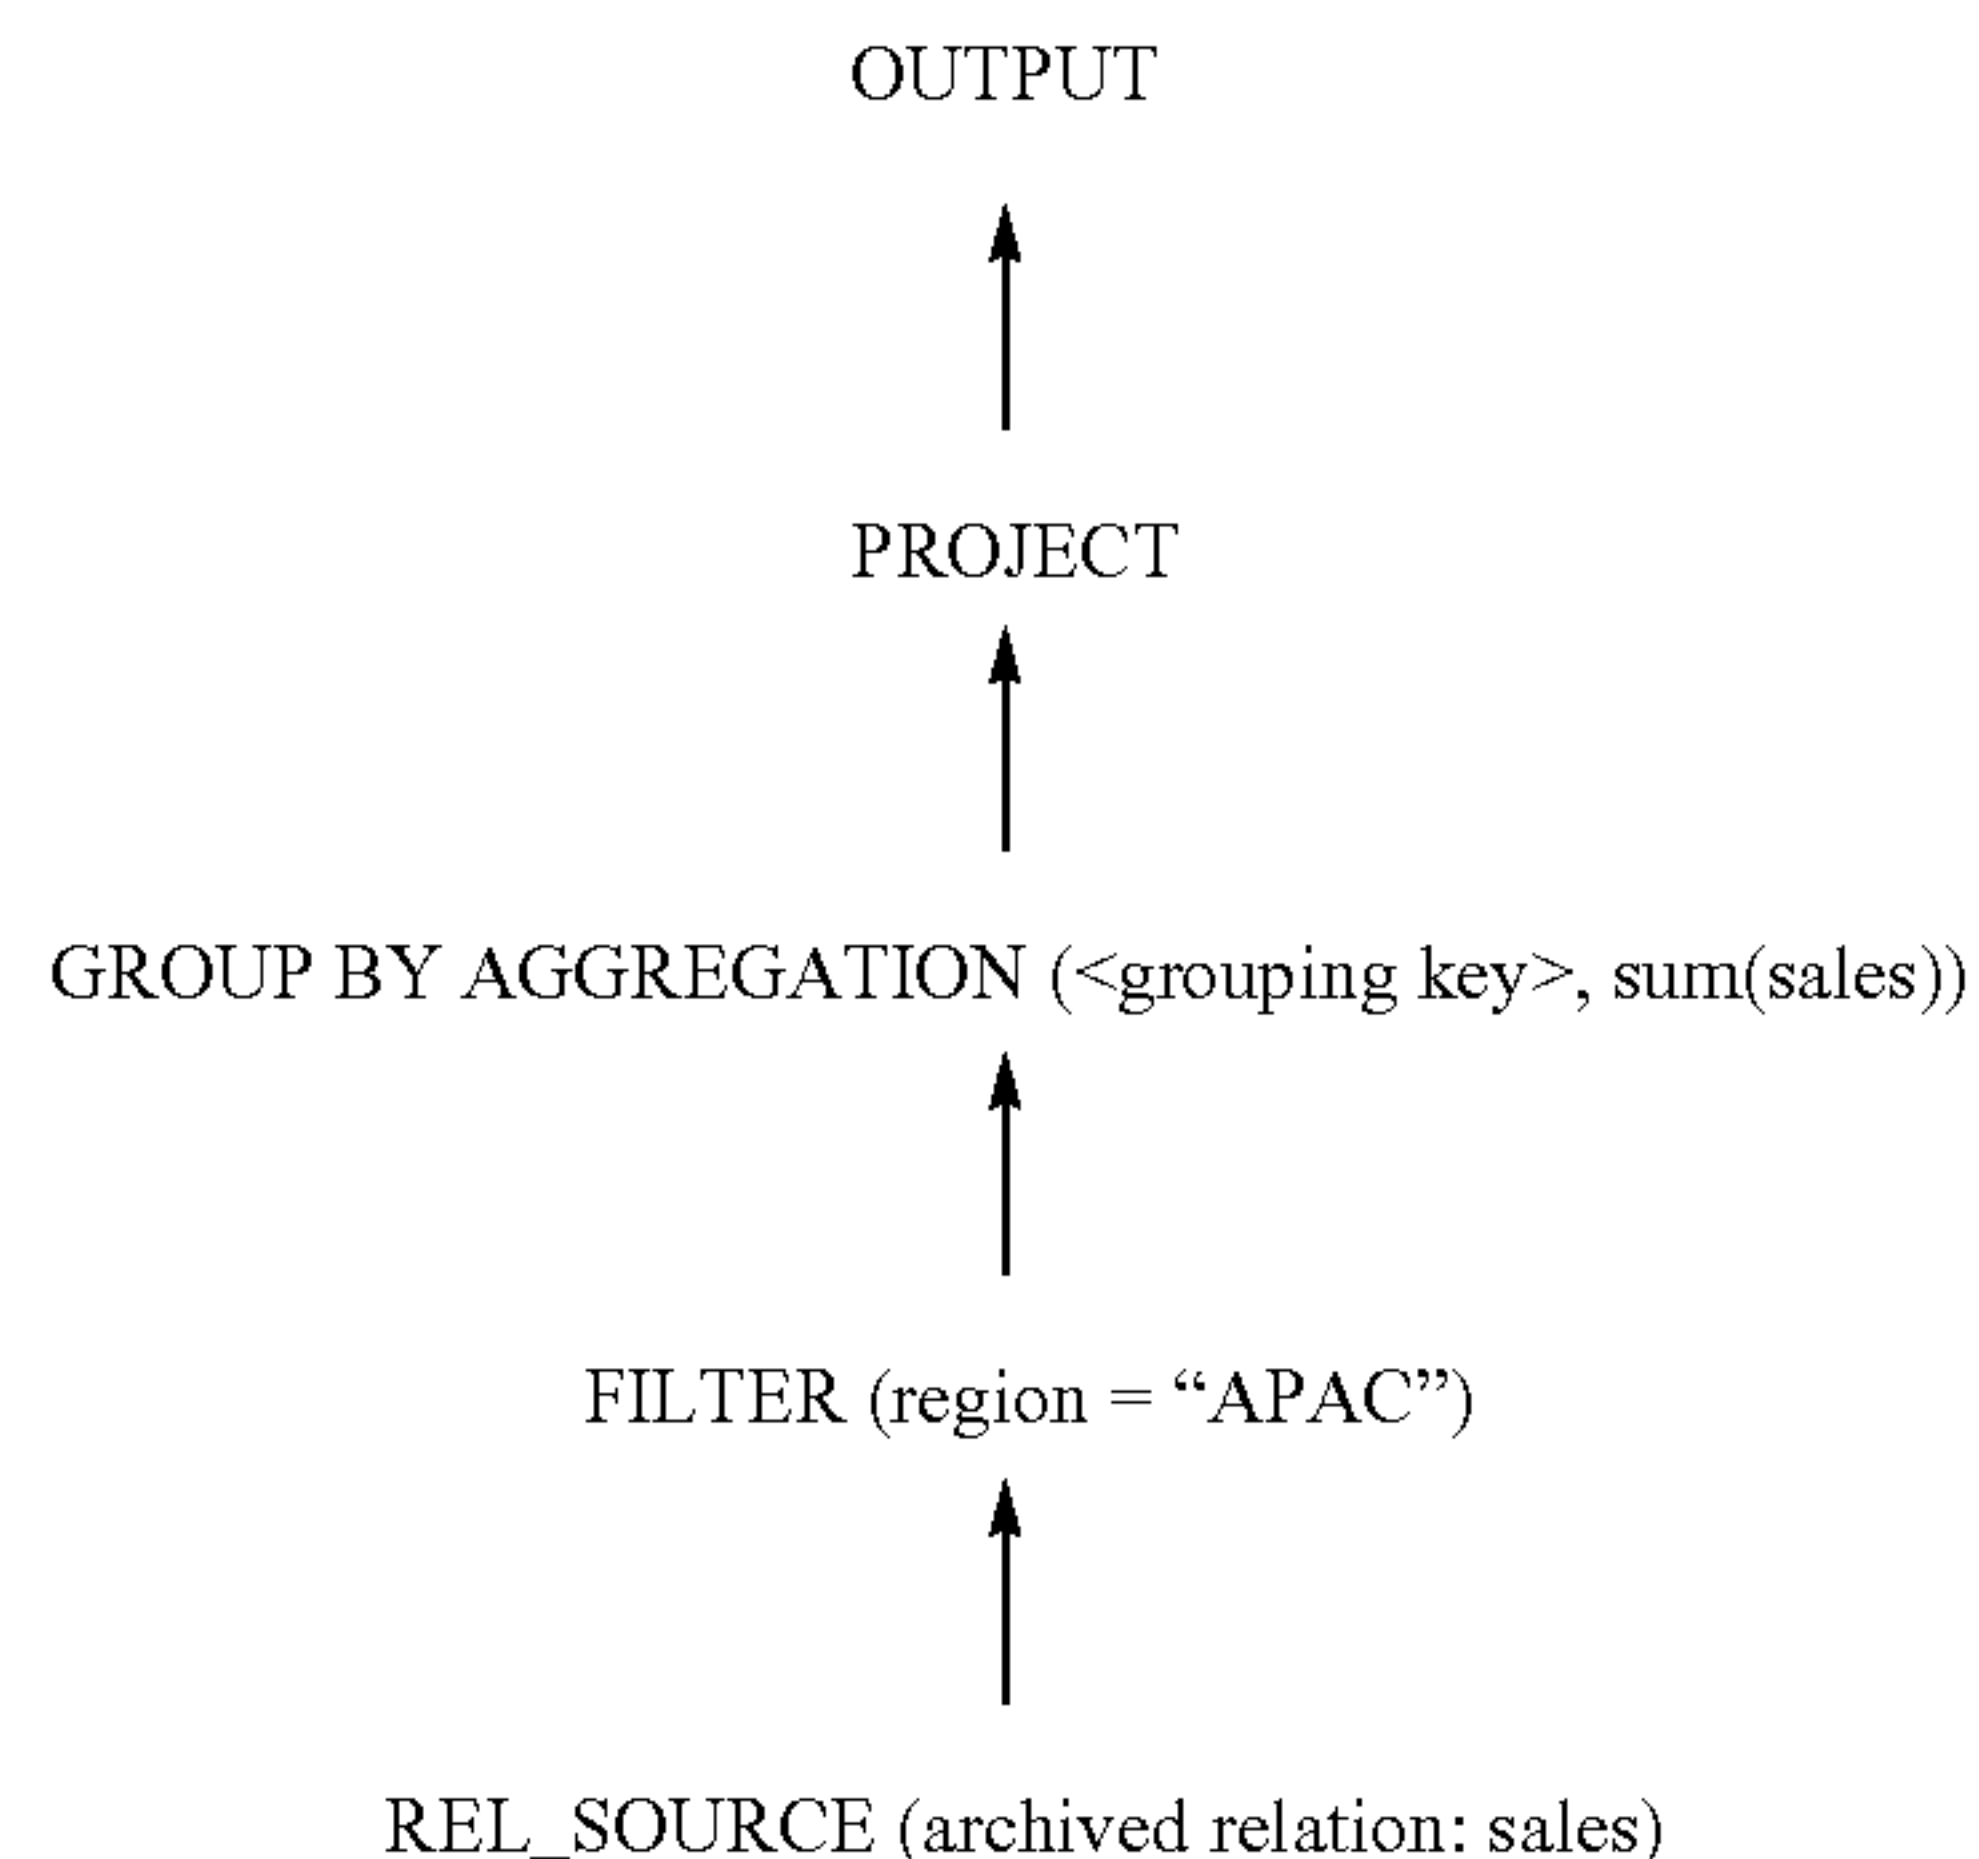 OUTPUT
PROJECT
GROUP BY AGGREGATION (<grouping key>, sum(sales))
FILTER (region = “APAC”)
REL_SOURCE (archived relation: sales)